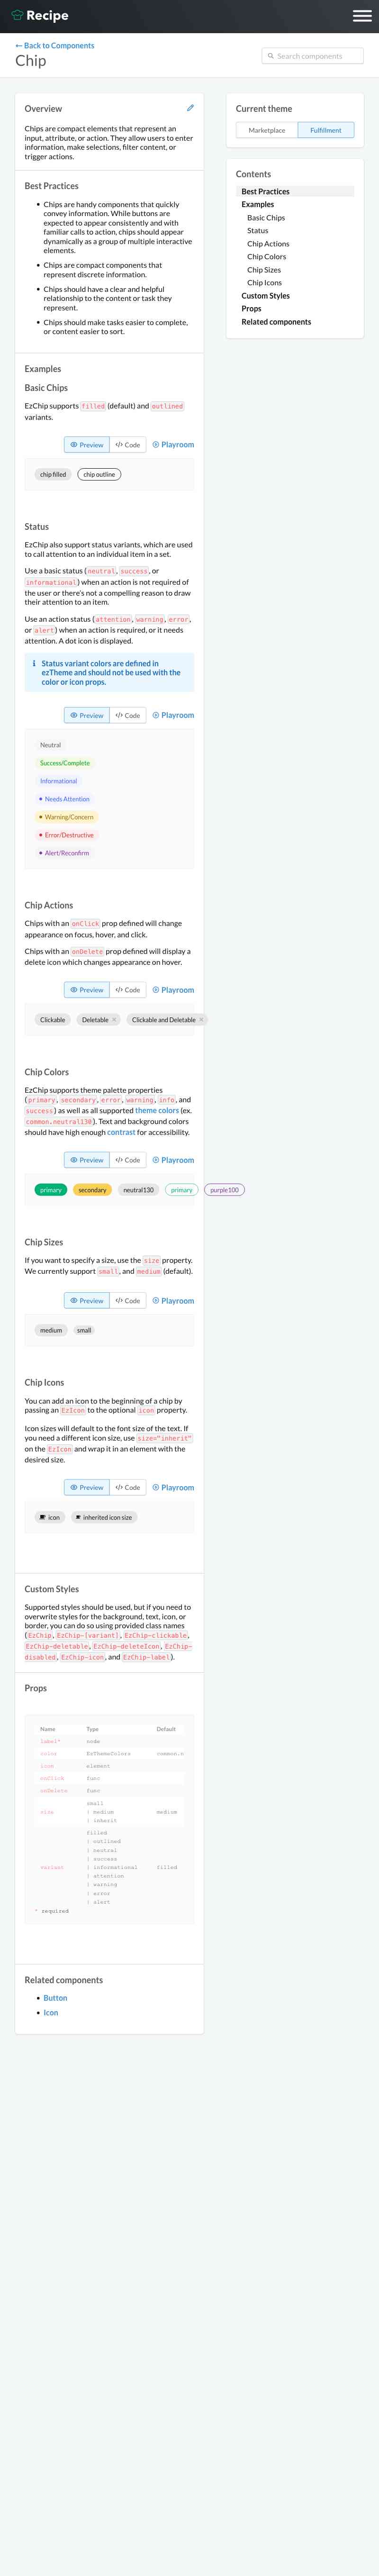 Recipe
← Back to Components
Chip
Search components
Overview
Chips are compact elements that represent an
input, attribute, or action. They allow users to enter
information, make selections, filter content, or
trigger actions.
Best Practices
Chips are handy components that quickly
convey information. While buttons are
expected to appear consistently and with
familiar calls to action, chips should appear
dynamically as a group of multiple interactive
elements.
Chips are compact components that
represent discrete information.
Chips should have a clear and helpful
relationship to the content or task they
represent.
Chips should make tasks easier to complete,
or content easier to sort.
Examples
Basic Chips
EzChip supports filled (default) and outlined
variants.
Preview
Code
Playroom
chip filled
chip outline
Status
EzChip also support status variants, which are used
to call attention to an individual item in a set.
Use a basic status (neutral, success, or
informational) when an action is not required of
the user or there's not a compelling reason to draw
their attention to an item.
Use an action status (attention, warning, error,
or alert) when an action is required, or it needs
attention. A dot icon is displayed.
Status variant colors are defined in
ezTheme and should not be used with the
color or icon props.
Preview
Code
Playroom
Neutral
Success/Complete
Informational
Needs Attention
Warning/Concern
Error/Destructive
Alert/Reconfirm
Chip Actions
Chips with an onClick prop defined will change
appearance on focus, hover, and click.
Chips with an onDelete prop defined will display a
delete icon which changes appearance on hover.
Preview
Code
Playroom
Clickable
Deletable
Clickable and Deletable
Chip Colors
EzChip supports theme palette properties
(primary, secondary, error, warning, info, and
success) as well as all supported theme colors (ex.
common.neutral130). Text and background colors
should have high enough contrast for accessibility.
Preview
Code
Playroom
primary
secondary
neutral130
primary
purple100
Chip Sizes
If you want to specify a size, use the size property.
We currently support small, and medium (default).
Preview
Code
Playroom
medium
small
Chip Icons
You can add an icon to the beginning of a chip by
passing an EzIcon to the optional icon property.
Icon sizes will default to the font size of the text. If
you need a different icon size, use size="inherit"
on the EzIcon and wrap it in an element with the
desired size.
Preview
Code
Playroom
icon
inherited icon size
Custom Styles
Supported styles should be used, but if you need to
overwrite styles for the background, text, icon, or
border, you can do so using provided class names
(EzChip, EzChip-[variant], EzChip-clickable,
EzChip-deletable, EzChip-deleteIcon, EzChip-
disabled, EzChip-icon, and EzChip-label).
Props
Name Type Default
label* node
color EzThemeColors common.n
icon element
onClick func
onDelete func
small
size | medium medium
| inherit
filled
| outlined
| neutral
| success
variant | informational filled
| attention
| warning
| error
| alert
* required
Related components
Button
Icon
Current theme
Marketplace
Fulfillment
Contents
Best Practices
Examples
Basic Chips
Status
Chip Actions
Chip Colors
Chip Sizes
Chip Icons
Custom Styles
Props
Related components